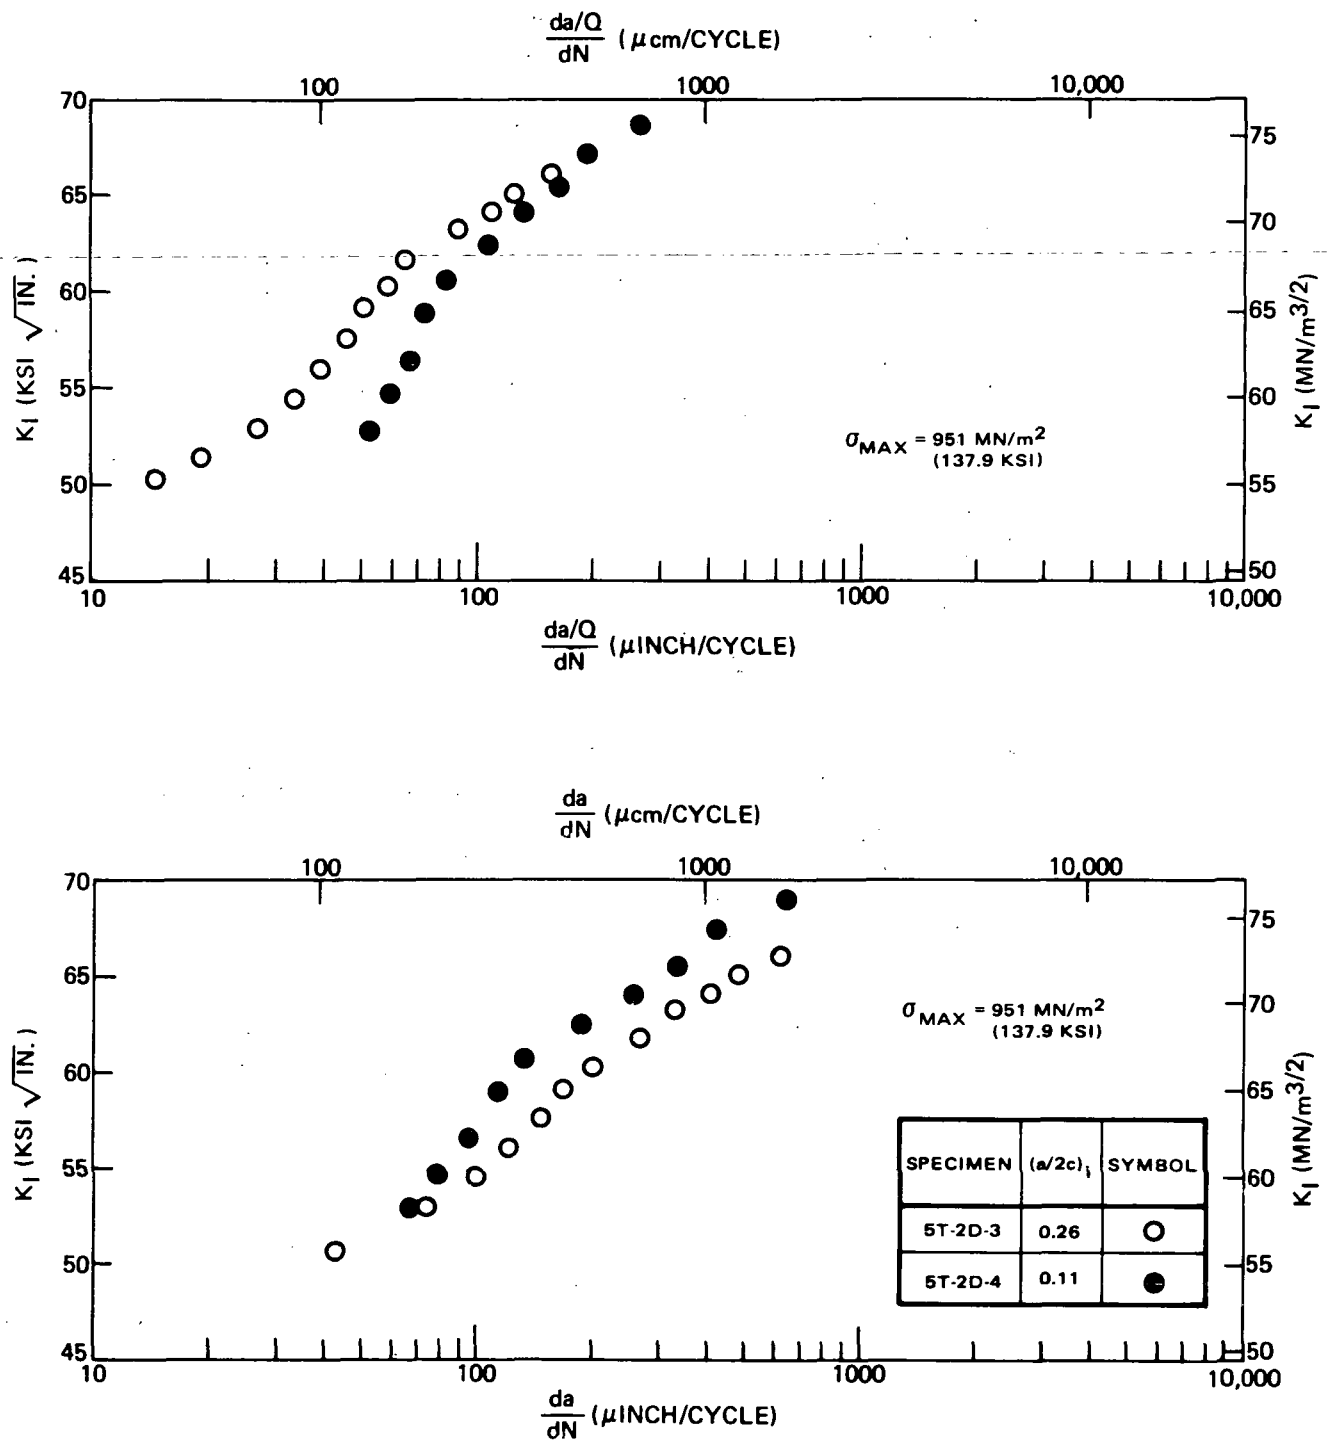 da/Q
dN (μcm/CYCLE)
100 1000 10,000
70
65
60
55
50
45
K_I (KSI √IN.)
75
70
65
60
55
50
K_I (MN/m^3/2)
σ_MAX = 951 MN/m^2
(137.9 KSI)
10 100 1000 10,000
da/Q
dN (μINCH/CYCLE)
da
dN (μcm/CYCLE)
100 1000 10,000
70
65
60
55
50
45
K_I (KSI √IN.)
75
70
65
60
55
50
K_I (MN/m^3/2)
σ_MAX = 951 MN/m^2
(137.9 KSI)
SPECIMEN (a/2c)_i SYMBOL
5T-2D-3 0.26
5T-2D-4 0.11
10 100 1000 10,000
da
dN (μINCH/CYCLE)